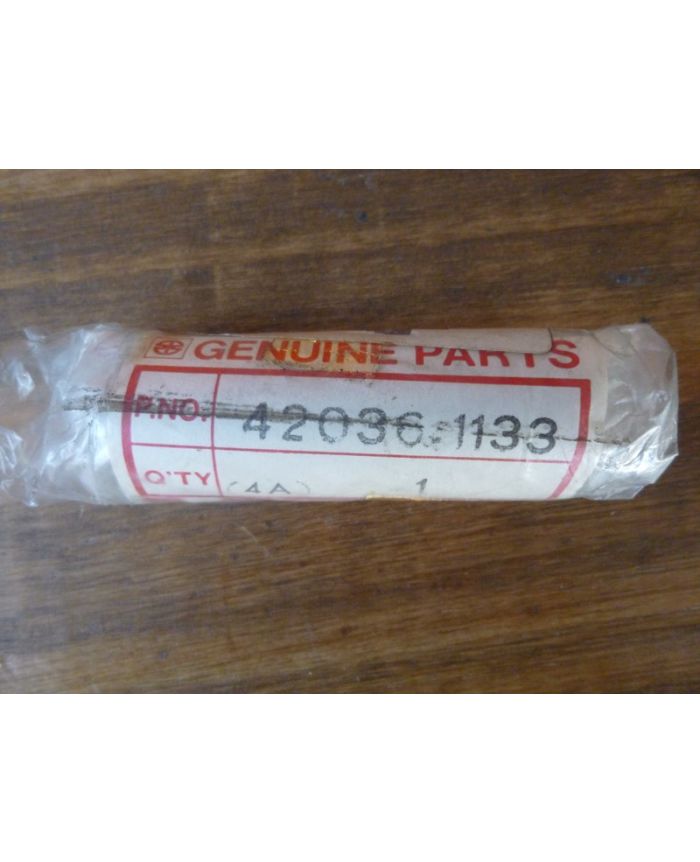 GENUINE PARTS
P.NO. 42036-1133
Q'TY (4A) 1